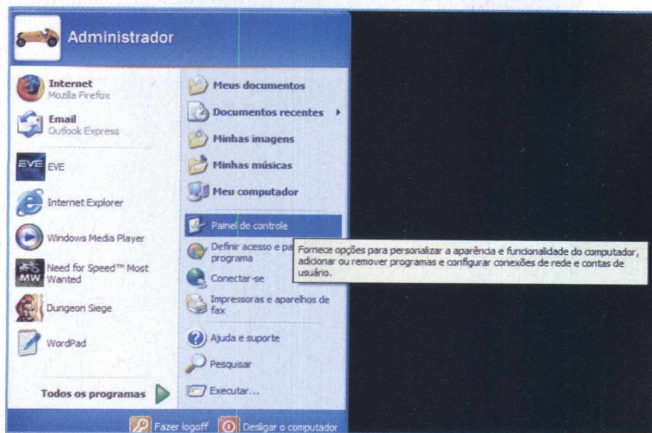 Administrador
Internet
Mozilla Firefox
Email
Outlook Express
EVE
EVE
Internet Explorer
Windows Media Player
NFS
MW
Need for Speed™ Most
Wanted
Dungeon Siege
WordPad
Todos os programas
Meus documentos
Documentos recentes
Minhas imagens
Minhas músicas
Meu computador
Painel de controle
Definir acesso e pa
programa
Conectar-se
Impressoras e aparelhos de
fax
Ajuda e suporte
Pesquisar
Executar...
Fornece opções para personalizar a aparência e funcionalidade do computador,
adicionar ou remover programas e configurar conexões de rede e contas de
usuário.
Fazer logoff
Desligar o computador